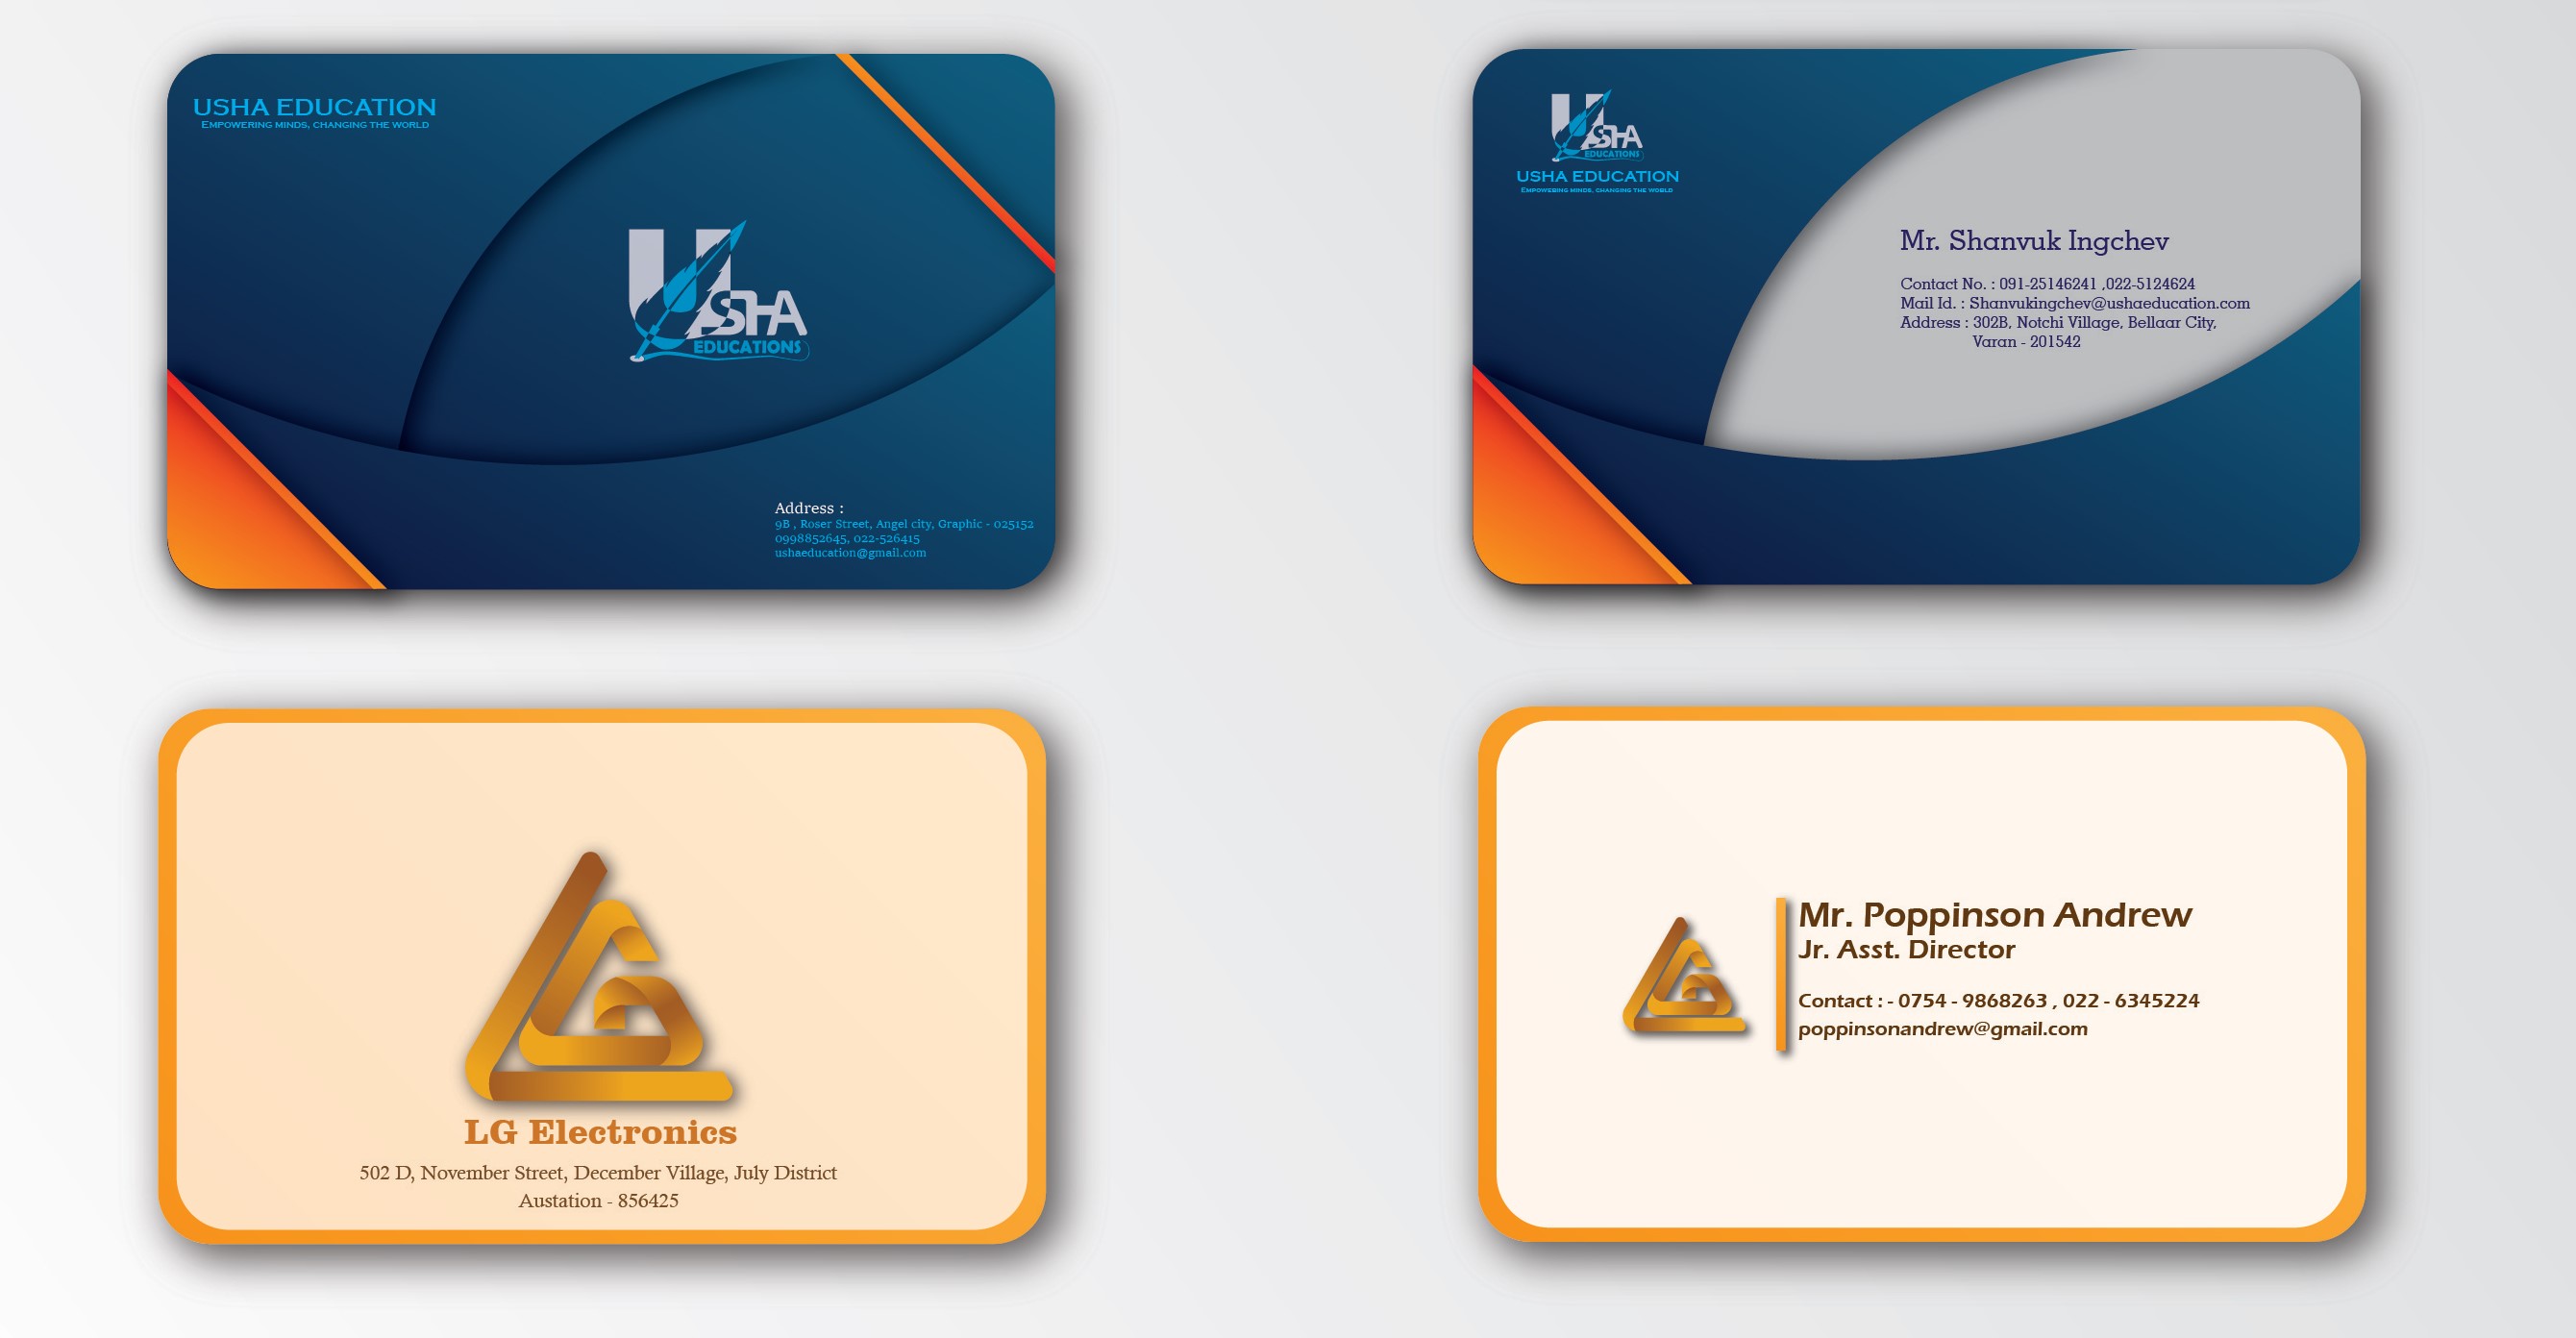 USHA EDUCATION
EMPOWERING MINDS, CHANGING THE WORLD
USHA
EDUCATIONS
Address :
9B , Roser Street, Angel city, Graphic - 025152
0998852645, 022-526415
ushaeducation@gmail.com
USHA
EDUCATIONS
USHA EDUCATION
EMPOWERING MINDS, CHANGING THE WORLD
Mr. Shanvuk Ingchev
Contact No. : 091-25146241 ,022-5124624
Mail Id. : Shanvukingchev@ushaeducation.com
Address : 302B, Notchi Village, Bellaar City,
Varan - 201542
LG Electronics
502 D, November Street, December Village, July District
Austation - 856425
Mr. Poppinson Andrew
Jr. Asst. Director
Contact : - 0754 - 9868263 , 022 - 6345224
poppinsonandrew@gmail.com